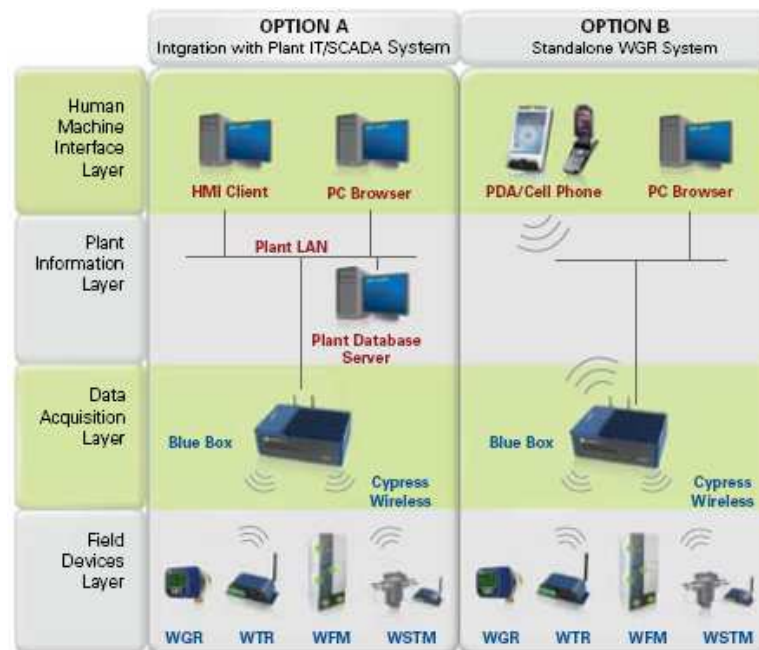 OPTION A
Intgration with Plant IT/SCADA System
OPTION B
Standalone WGR System
Human
Machine
Interface
Layer
HMI Client
PC Browser
PDA/Cell Phone
PC Browser
Plant
Information
Layer
Plant LAN
Plant Database
Server
Data
Acquisition
Layer
Blue Box
Cypress
Wireless
Blue Box
Cypress
Wireless
Field
Devices
Layer
WGR
WTR
WFM
WSTM
WGR
WTR
WFM
WSTM